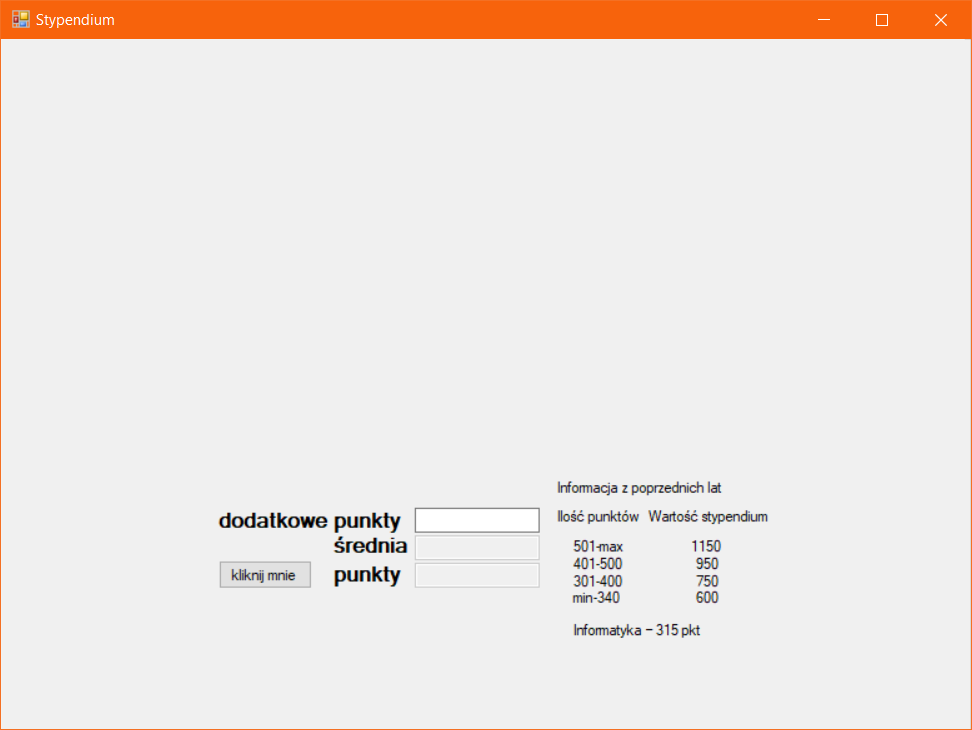 Stypendium
Informacja z poprzednich lat
dodatkowe punkty
Ilość punktów Wartość stypendium
średnia
501-max 1150
401-500 950
kliknij mnie punkty
301-400 750
min-340 600
Informatyka – 315 pkt